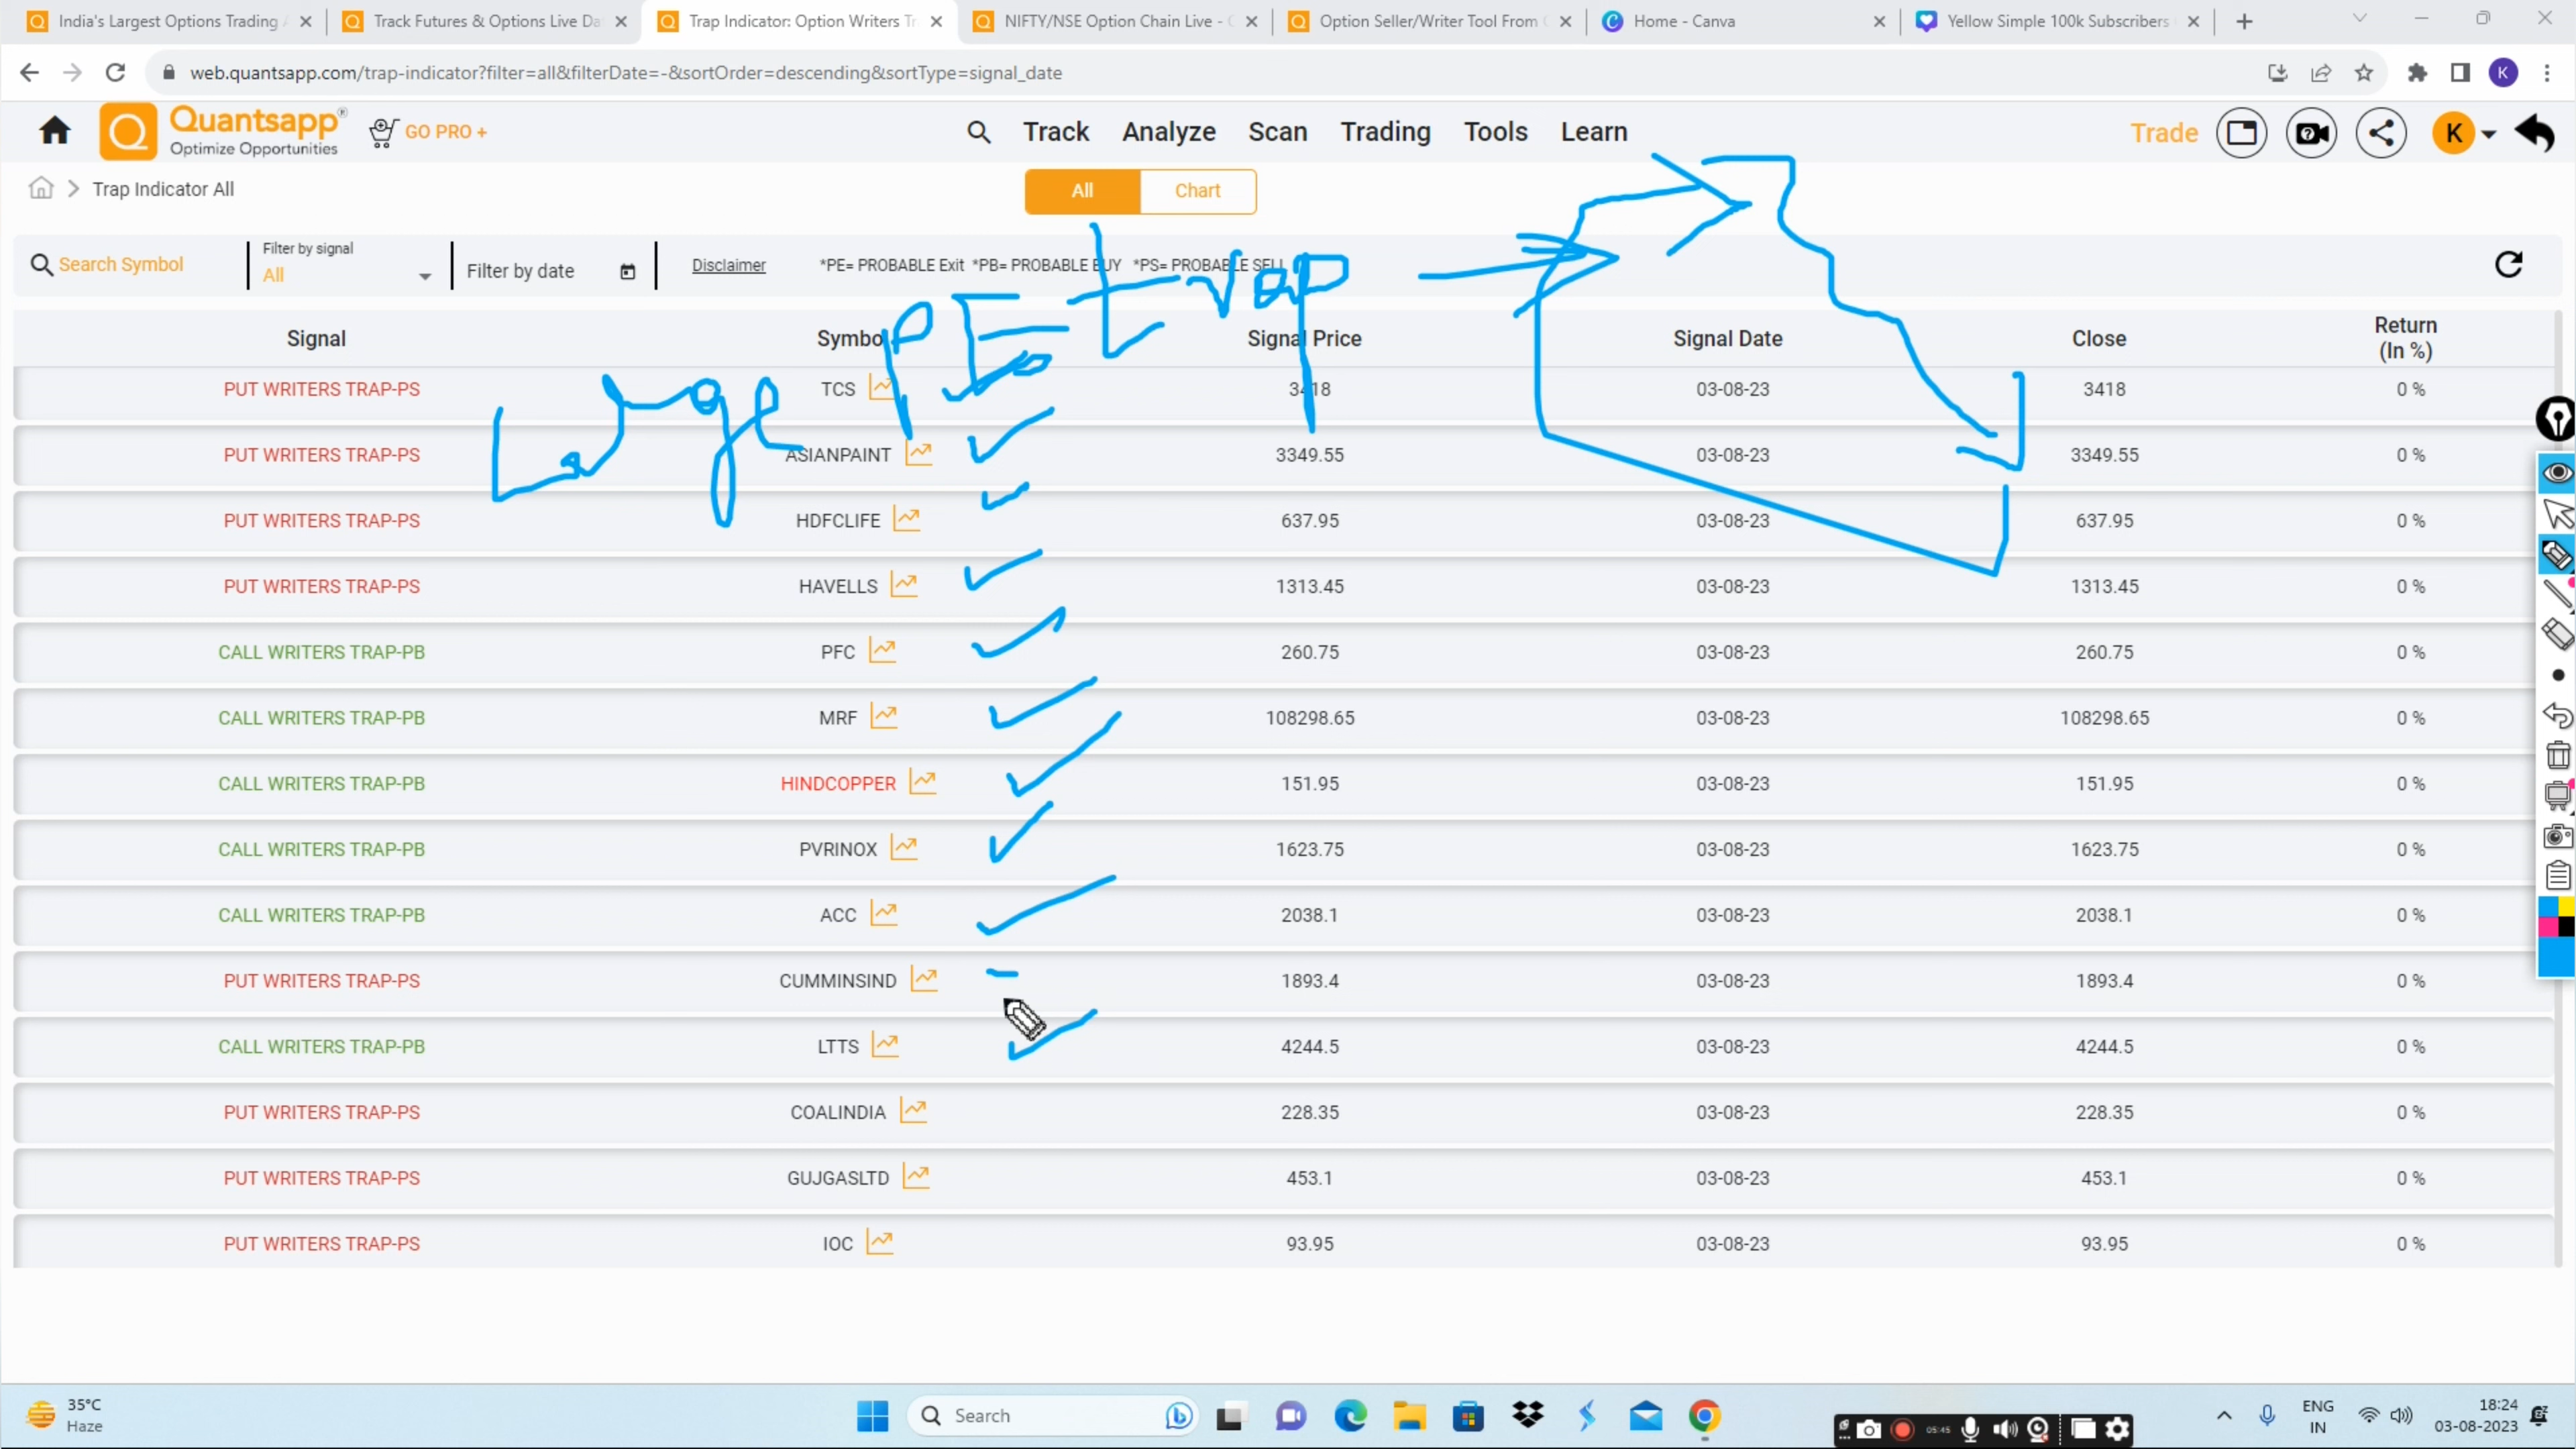 India's Largest Options Trading
Track Futures & Options Live Da
Trap Indicator: Option Writers Tr
NIFTY/NSE Option Chain Live -
Option Seller/Writer Tool From
Home - Canva
Yellow Simple 100k Subscribers
web.quantsapp.com/trap-indicator?filter=all&filterDate=-&sortOrder=descending&sortType=signal_date
K
Quantsapp®
Optimize Opportunities
GO PRO +
Track Analyze Scan Trading Tools Learn
Trade
K
Trap Indicator All
All Chart
Search Symbol
Filter by signal
All
Filter by date
Disclaimer
*PE= PROBABLE Exit *PB= PROBABLE BUY *PS= PROBABLE SELL
Large PE trap
Signal Symbol Signal Price Signal Date Close Return
(In %)
PUT WRITERS TRAP-PS TCS 3418 03-08-23 3418 0 %
PUT WRITERS TRAP-PS ASIANPAINT 3349.55 03-08-23 3349.55 0 %
PUT WRITERS TRAP-PS HDFCLIFE 637.95 03-08-23 637.95 0 %
PUT WRITERS TRAP-PS HAVELLS 1313.45 03-08-23 1313.45 0 %
CALL WRITERS TRAP-PB PFC 260.75 03-08-23 260.75 0 %
CALL WRITERS TRAP-PB MRF 108298.65 03-08-23 108298.65 0 %
CALL WRITERS TRAP-PB HINDCOPPER 151.95 03-08-23 151.95 0 %
CALL WRITERS TRAP-PB PVRINOX 1623.75 03-08-23 1623.75 0 %
CALL WRITERS TRAP-PB ACC 2038.1 03-08-23 2038.1 0 %
PUT WRITERS TRAP-PS CUMMINSIND 1893.4 03-08-23 1893.4 0 %
CALL WRITERS TRAP-PB LTTS 4244.5 03-08-23 4244.5 0 %
PUT WRITERS TRAP-PS COALINDIA 228.35 03-08-23 228.35 0 %
PUT WRITERS TRAP-PS GUJGASLTD 453.1 03-08-23 453.1 0 %
PUT WRITERS TRAP-PS IOC 93.95 03-08-23 93.95 0 %
35°C
Haze
Search
05:45
ENG
IN
18:24
03-08-2023